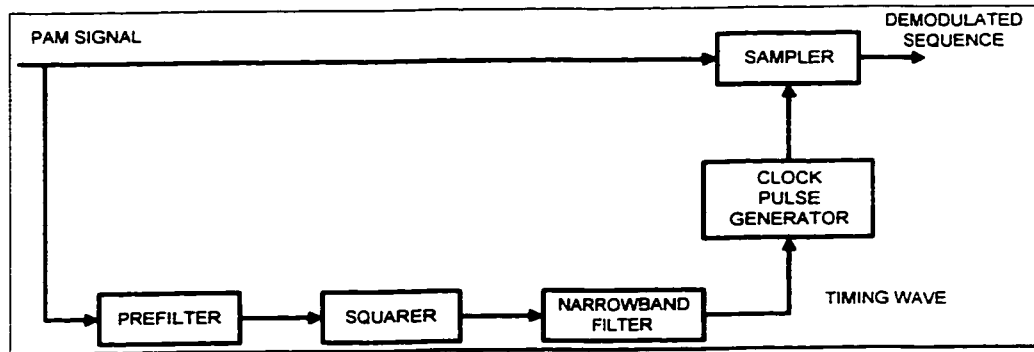 PAM SIGNAL
DEMODULATED
SEQUENCE
SAMPLER
CLOCK
PULSE
GENERATOR
TIMING WAVE
PREFILTER
SQUARER
NARROWBAND
FILTER